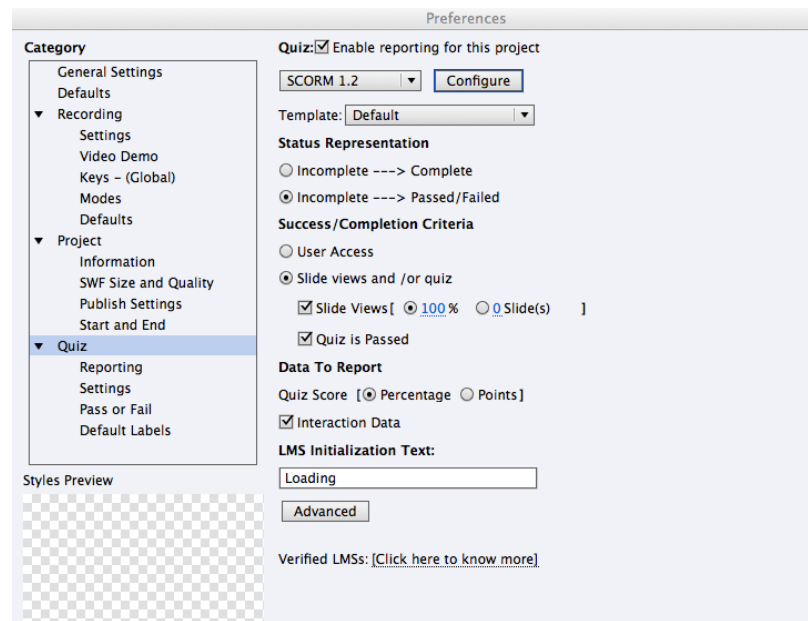 Preferences
Category
General Settings
Defaults
Recording
Settings
Video Demo
Keys - (Global)
Modes
Defaults
Project
Information
SWF Size and Quality
Publish Settings
Start and End
Quiz
Reporting
Settings
Pass or Fail
Default Labels
Styles Preview
Quiz: Enable reporting for this project
SCORM 1.2 Configure
Template: Default
Status Representation
Incomplete ---> Complete
Incomplete ---> Passed/Failed
Success/Completion Criteria
User Access
Slide views and /or quiz
Slide Views [ 100 % 0 Slide(s) ]
Quiz is Passed
Data To Report
Quiz Score [ Percentage Points ]
Interaction Data
LMS Initialization Text:
Loading
Advanced
Verified LMSs: [Click here to know more]